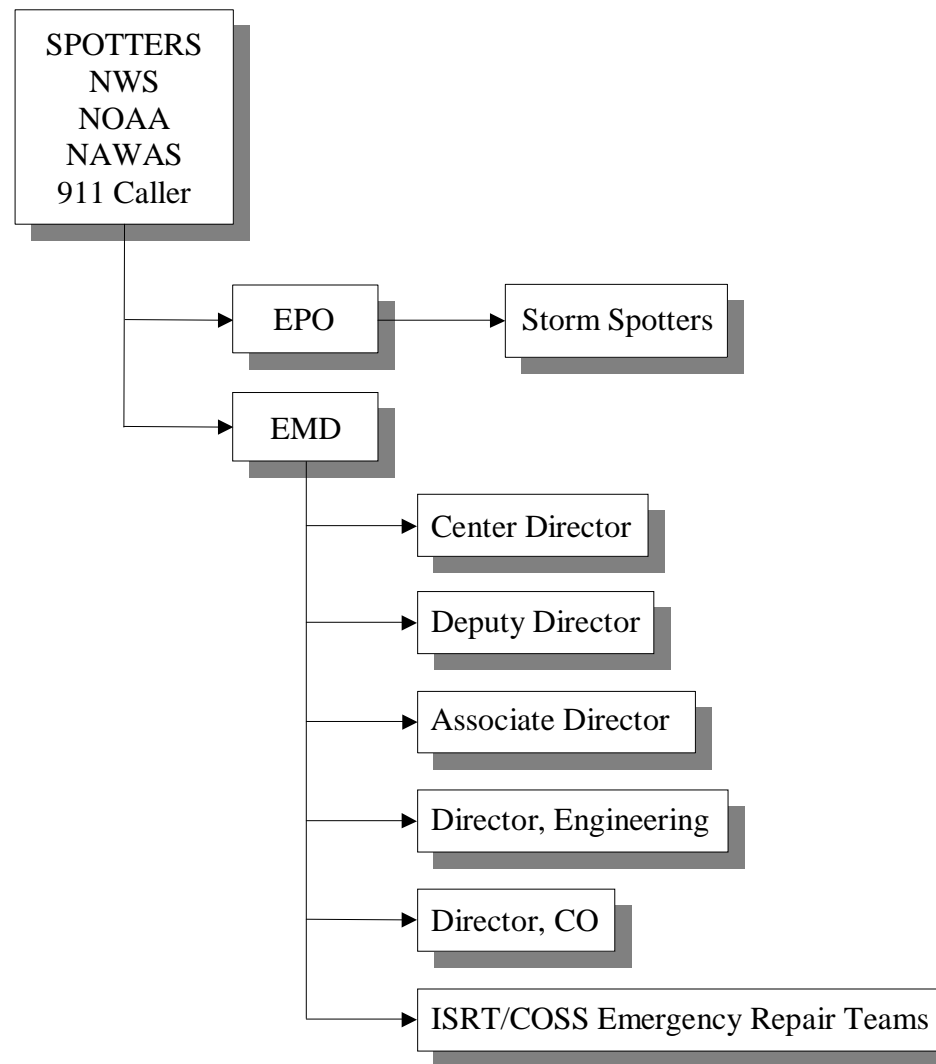 SPOTTERS
NWS
NOAA
NAWAS
911 Caller
EPO
Storm Spotters
EMD
Center Director
Deputy Director
Associate Director
Director, Engineering
Director, CO
ISRT/COSS Emergency Repair Teams